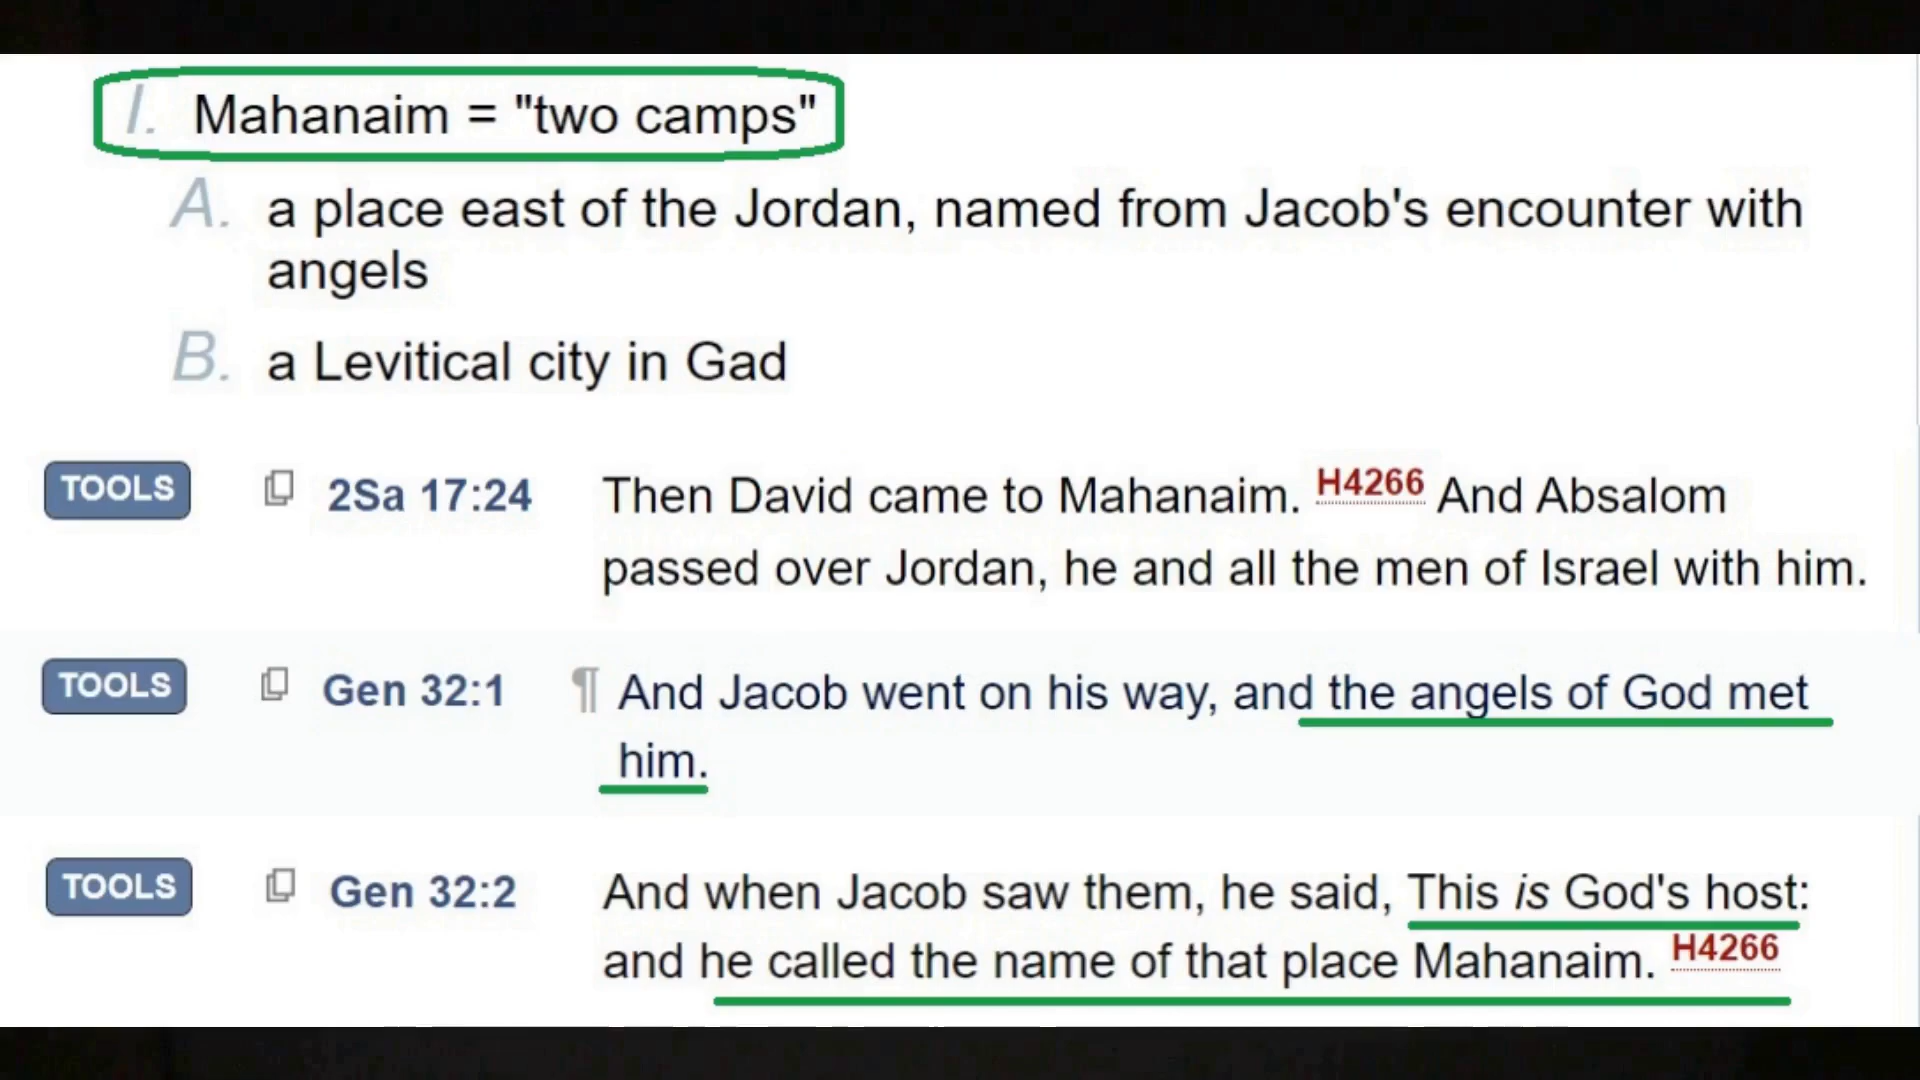 I. Mahanaim = "two camps"
A. a place east of the Jordan, named from Jacob's encounter with
angels
B. a Levitical city in Gad
TOOLS 2Sa 17:24 Then David came to Mahanaim. H4266 And Absalom
passed over Jordan, he and all the men of Israel with him.
TOOLS Gen 32:1 ¶ And Jacob went on his way, and the angels of God met
him.
TOOLS Gen 32:2 And when Jacob saw them, he said, This is God's host:
and he called the name of that place Mahanaim. H4266